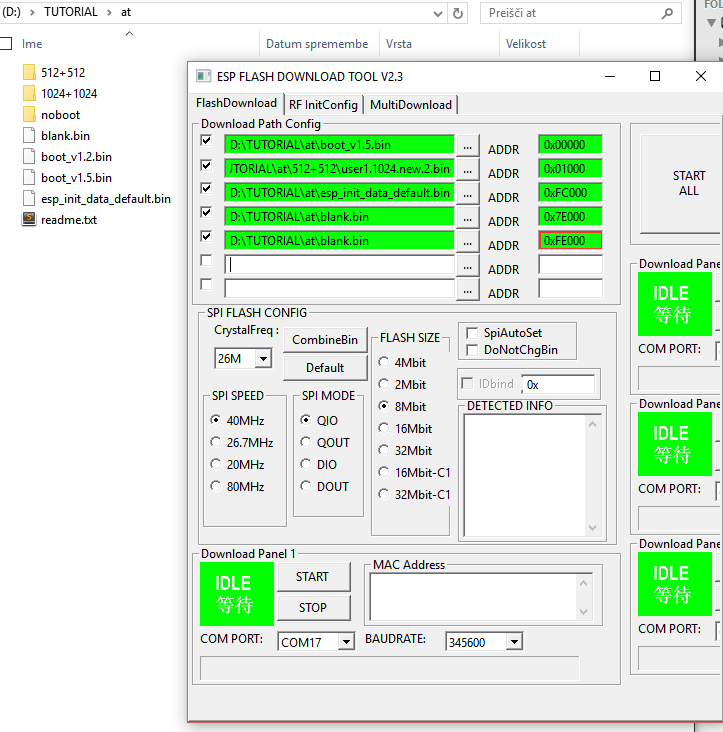 (D:) > TUTORIAL > at
Preišči at
Ime
Datum spremembe
Vrsta
Velikost
512+512
1024+1024
noboot
blank.bin
boot_v1.2.bin
boot_v1.5.bin
esp_init_data_default.bin
readme.txt
ESP FLASH DOWNLOAD TOOL V2.3
FlashDownload
RF InitConfig
MultiDownload
Download Path Config
D:\TUTORIAL\at\boot_v1.5.bin ... ADDR 0x00000
\TORIAL\at\512+512\user1.1024.new.2.bin ... ADDR 0x01000
D:\TUTORIAL\at\esp_init_data_default.bin ... ADDR 0xFC000
D:\TUTORIAL\at\blank.bin ... ADDR 0x7E000
D:\TUTORIAL\at\blank.bin ... ADDR 0xFE000
... ADDR
... ADDR
SPI FLASH CONFIG
CrystalFreq :
26M
CombineBin
Default
SPI SPEED
40MHz
26.7MHz
20MHz
80MHz
SPI MODE
QIO
QOUT
DIO
DOUT
FLASH SIZE
4Mbit
2Mbit
8Mbit
16Mbit
32Mbit
16Mbit-C1
32Mbit-C1
SpiAutoSet
DoNotChgBin
IDbind
0x
DETECTED INFO
Download Panel 1
IDLE
等待
START
STOP
MAC Address
COM PORT:
COM17
BAUDRATE:
345600
START
ALL
Download Pane
IDLE
等待
COM PORT:
Download Pane
IDLE
等待
COM PORT:
Download Pane
IDLE
等待
COM PORT: